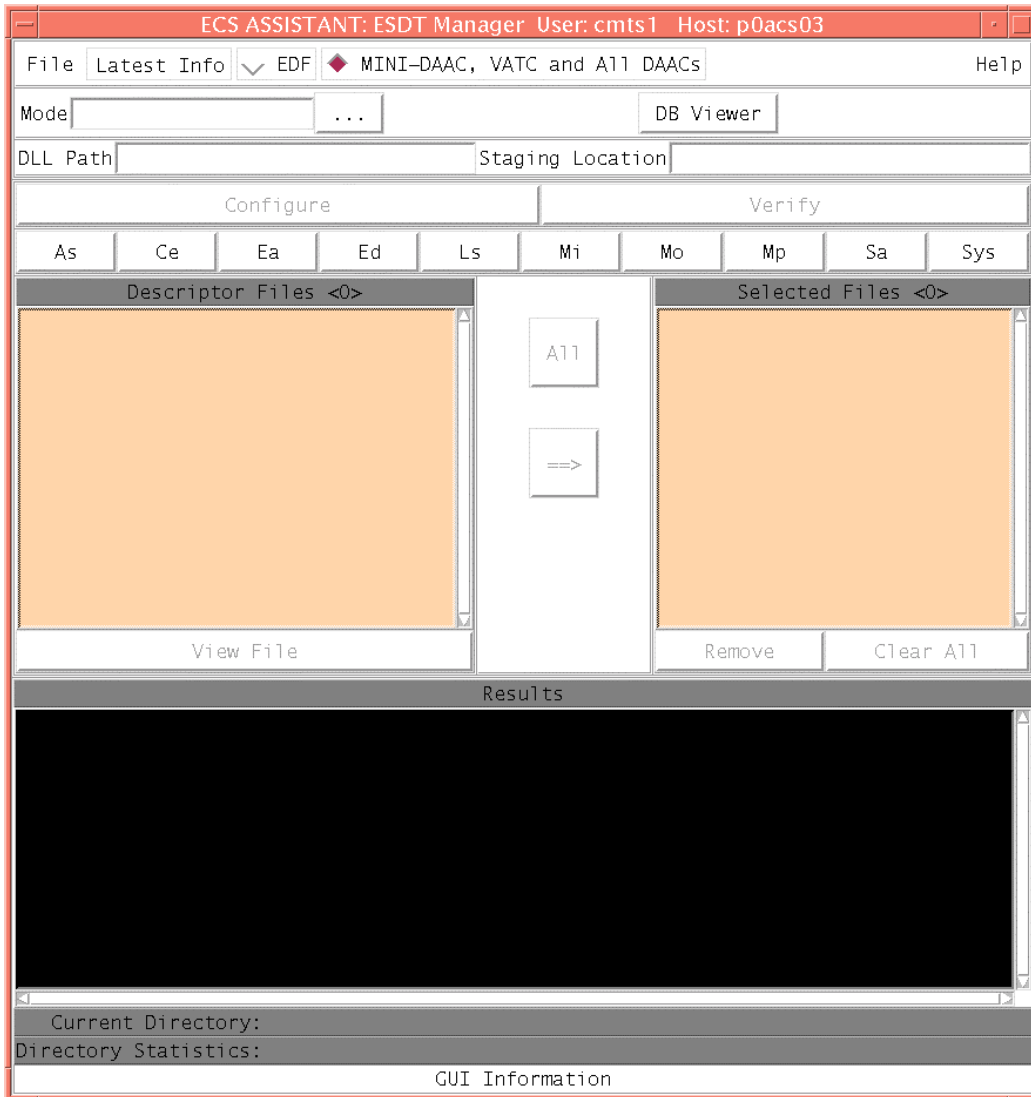 ECS ASSISTANT: ESDT Manager User: cmts1 Host: p0acs03
File Latest Info EDF MINI-DAAC, VATC and All DAACs Help
Mode ... DB Viewer
DLL Path Staging Location
Configure Verify
As Ce Ea Ed Ls Mi Mo Mp Sa Sys
Descriptor Files <0> Selected Files <0>
All
==>
View File Remove Clear All
Results
Current Directory:
Directory Statistics:
GUI Information